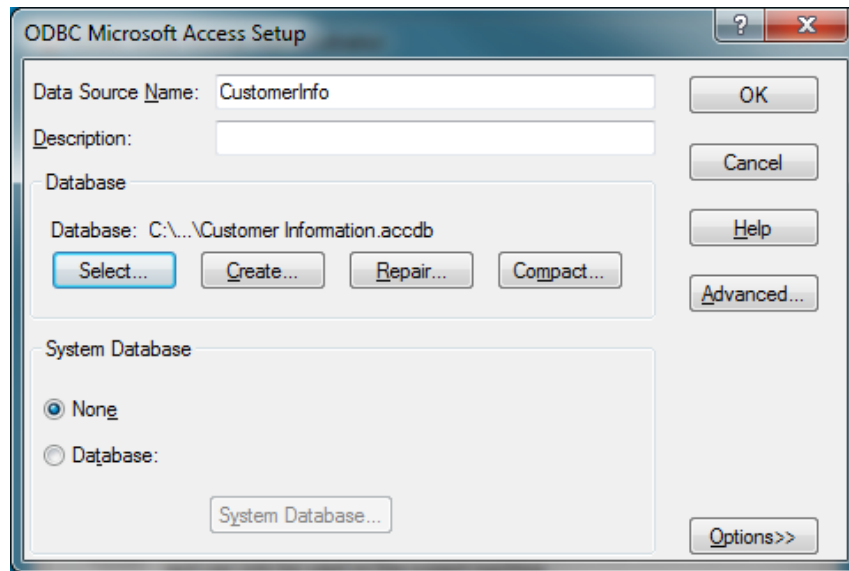 ODBC Microsoft Access Setup
Data Source Name: CustomerInfo
OK
Description:
Cancel
Database
Database: C:\...\Customer Information.accdb
Help
Select... Create... Repair... Compact...
Advanced...
System Database
None
Database:
System Database...
Options>>